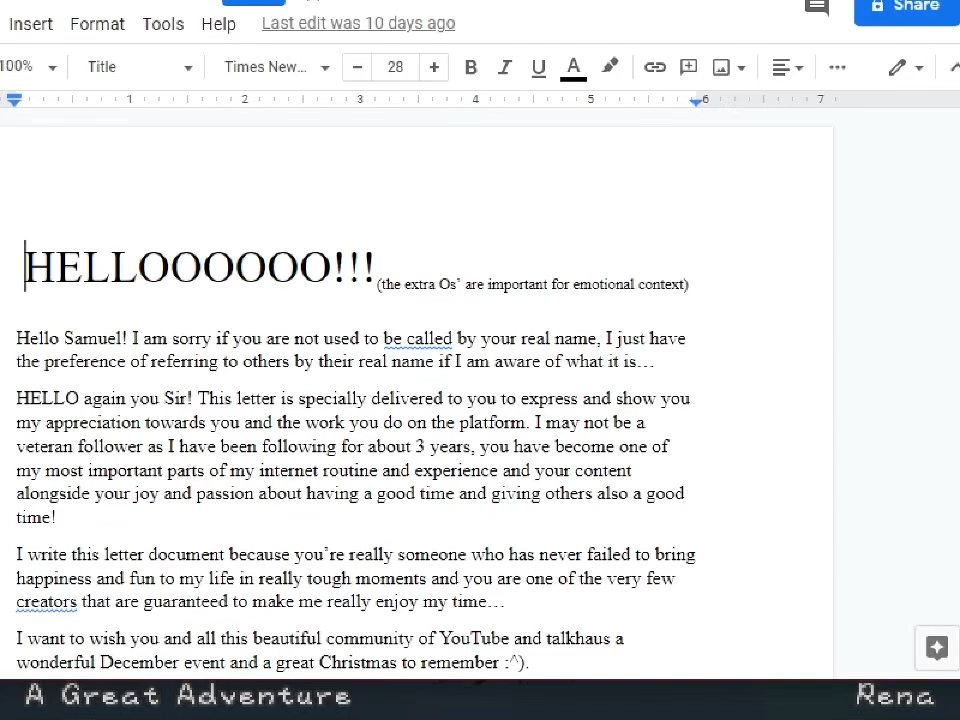 Share
Insert Format Tools Help Last edit was 10 days ago
100% Title Times New... 28 B I U A
1 2 3 4 5 6 7
HELLOOOOOO!!!(the extra Os’ are important for emotional context)
Hello Samuel! I am sorry if you are not used to be called by your real name, I just have
the preference of referring to others by their real name if I am aware of what it is…
HELLO again you Sir! This letter is specially delivered to you to express and show you
my appreciation towards you and the work you do on the platform. I may not be a
veteran follower as I have been following for about 3 years, you have become one of
my most important parts of my internet routine and experience and your content
alongside your joy and passion about having a good time and giving others also a good
time!
I write this letter document because you’re really someone who has never failed to bring
happiness and fun to my life in really tough moments and you are one of the very few
creators that are guaranteed to make me really enjoy my time…
I want to wish you and all this beautiful community of YouTube and talkhaus a
wonderful December event and a great Christmas to remember :^).
A Great Adventure Rena